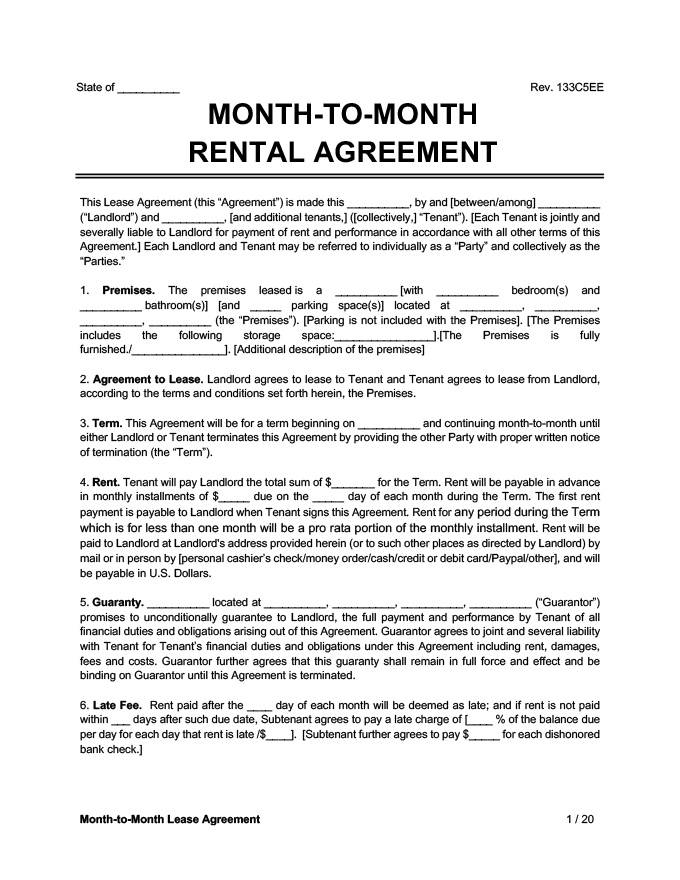 State of __________ Rev. 133C5EE
MONTH-TO-MONTH
RENTAL AGREEMENT
This Lease Agreement (this “Agreement”) is made this __________, by and [between/among] __________
(“Landlord”) and __________, [and additional tenants,] ([collectively,] “Tenant”). [Each Tenant is jointly and
severally liable to Landlord for payment of rent and performance in accordance with all other terms of this
Agreement.] Each Landlord and Tenant may be referred to individually as a “Party” and collectively as the
“Parties.”
1. Premises. The premises leased is a __________ [with __________ bedroom(s) and
__________ bathroom(s)] [and _____ parking space(s)] located at __________, __________,
__________, __________ (the “Premises”). [Parking is not included with the Premises]. [The Premises
includes the following storage space:________________].[The Premises is fully
furnished./_______________]. [Additional description of the premises]
2. Agreement to Lease. Landlord agrees to lease to Tenant and Tenant agrees to lease from Landlord,
according to the terms and conditions set forth herein, the Premises.
3. Term. This Agreement will be for a term beginning on __________ and continuing month-to-month until
either Landlord or Tenant terminates this Agreement by providing the other Party with proper written notice
of termination (the “Term”).
4. Rent. Tenant will pay Landlord the total sum of $_______ for the Term. Rent will be payable in advance
in monthly installments of $_____ due on the _____ day of each month during the Term. The first rent
payment is payable to Landlord when Tenant signs this Agreement. Rent for any period during the Term
which is for less than one month will be a pro rata portion of the monthly installment. Rent will be
paid to Landlord at Landlord's address provided herein (or to such other places as directed by Landlord) by
mail or in person by [personal cashier’s check/money order/cash/credit or debit card/Paypal/other], and will
be payable in U.S. Dollars.
5. Guaranty. __________ located at __________, __________, __________, __________ (“Guarantor”)
promises to unconditionally guarantee to Landlord, the full payment and performance by Tenant of all
financial duties and obligations arising out of this Agreement. Guarantor agrees to joint and several liability
with Tenant for Tenant’s financial duties and obligations under this Agreement including rent, damages,
fees and costs. Guarantor further agrees that this guaranty shall remain in full force and effect and be
binding on Guarantor until this Agreement is terminated.
6. Late Fee. Rent paid after the ____ day of each month will be deemed as late; and if rent is not paid
within ___ days after such due date, Subtenant agrees to pay a late charge of [____ % of the balance due
per day for each day that rent is late /$____]. [Subtenant further agrees to pay $_____ for each dishonored
bank check.]
Month-to-Month Lease Agreement 1 / 20